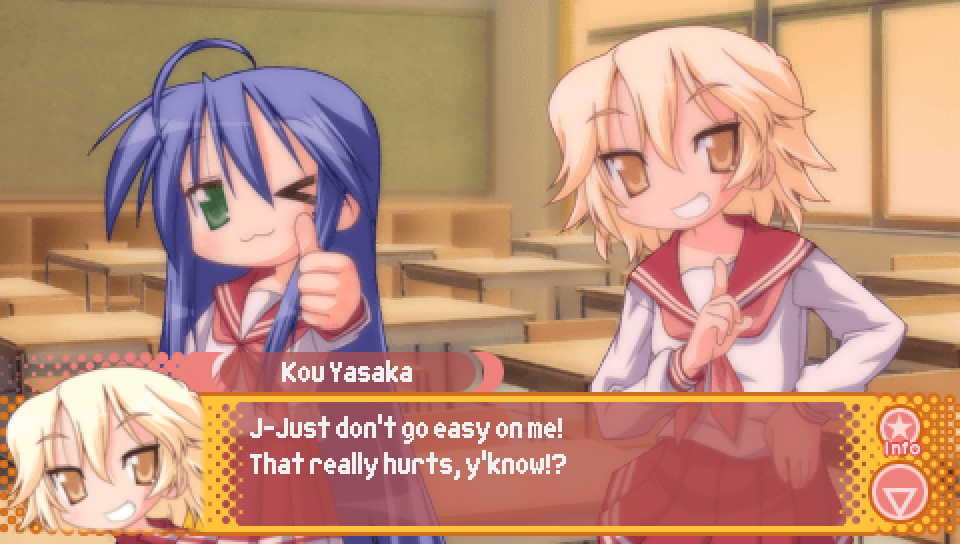 Kou Yasaka
J-Just don't go easy on me!
That really hurts, y'know!?
Info